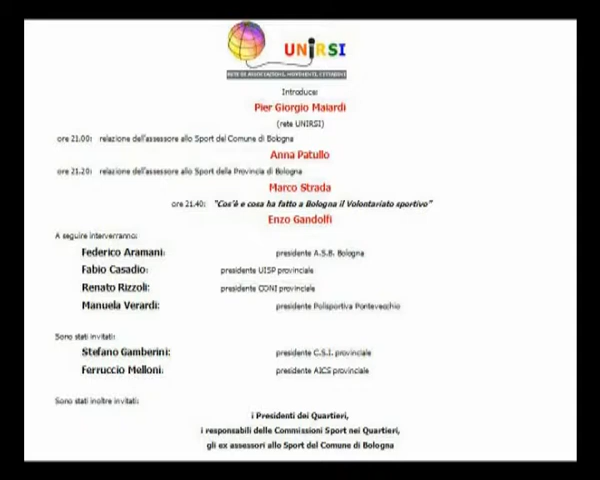 UNIRSI
RETE DI ASSOCIAZIONI, MOVIMENTI, CITTADINI
Introduce:
Pier Giorgio Maiardi
(rete UNIRSI)
ore 21.00: relazione dell'assessore allo Sport del Comune di Bologna
Anna Patullo
ore 21.20: relazione dell'assessore allo Sport della Provincia di Bologna
Marco Strada
ore 21.40: "Cos'è e cosa ha fatto a Bologna il Volontariato sportivo"
Enzo Gandolfi
A seguire interverranno:
Federico Aramani: presidente A.S.B. Bologna
Fabio Casadio: presidente UISP provinciale
Renato Rizzoli: presidente CONI provinciale
Manuela Verardi: presidente Polisportiva Pontevecchio
Sono stati invitati:
Stefano Gamberini: presidente C.S.I. provinciale
Ferruccio Melloni: presidente AICS provinciale
Sono stati inoltre invitati:
i Presidenti dei Quartieri,
i responsabili delle Commissioni Sport nei Quartieri,
gli ex assessori allo Sport del Comune di Bologna